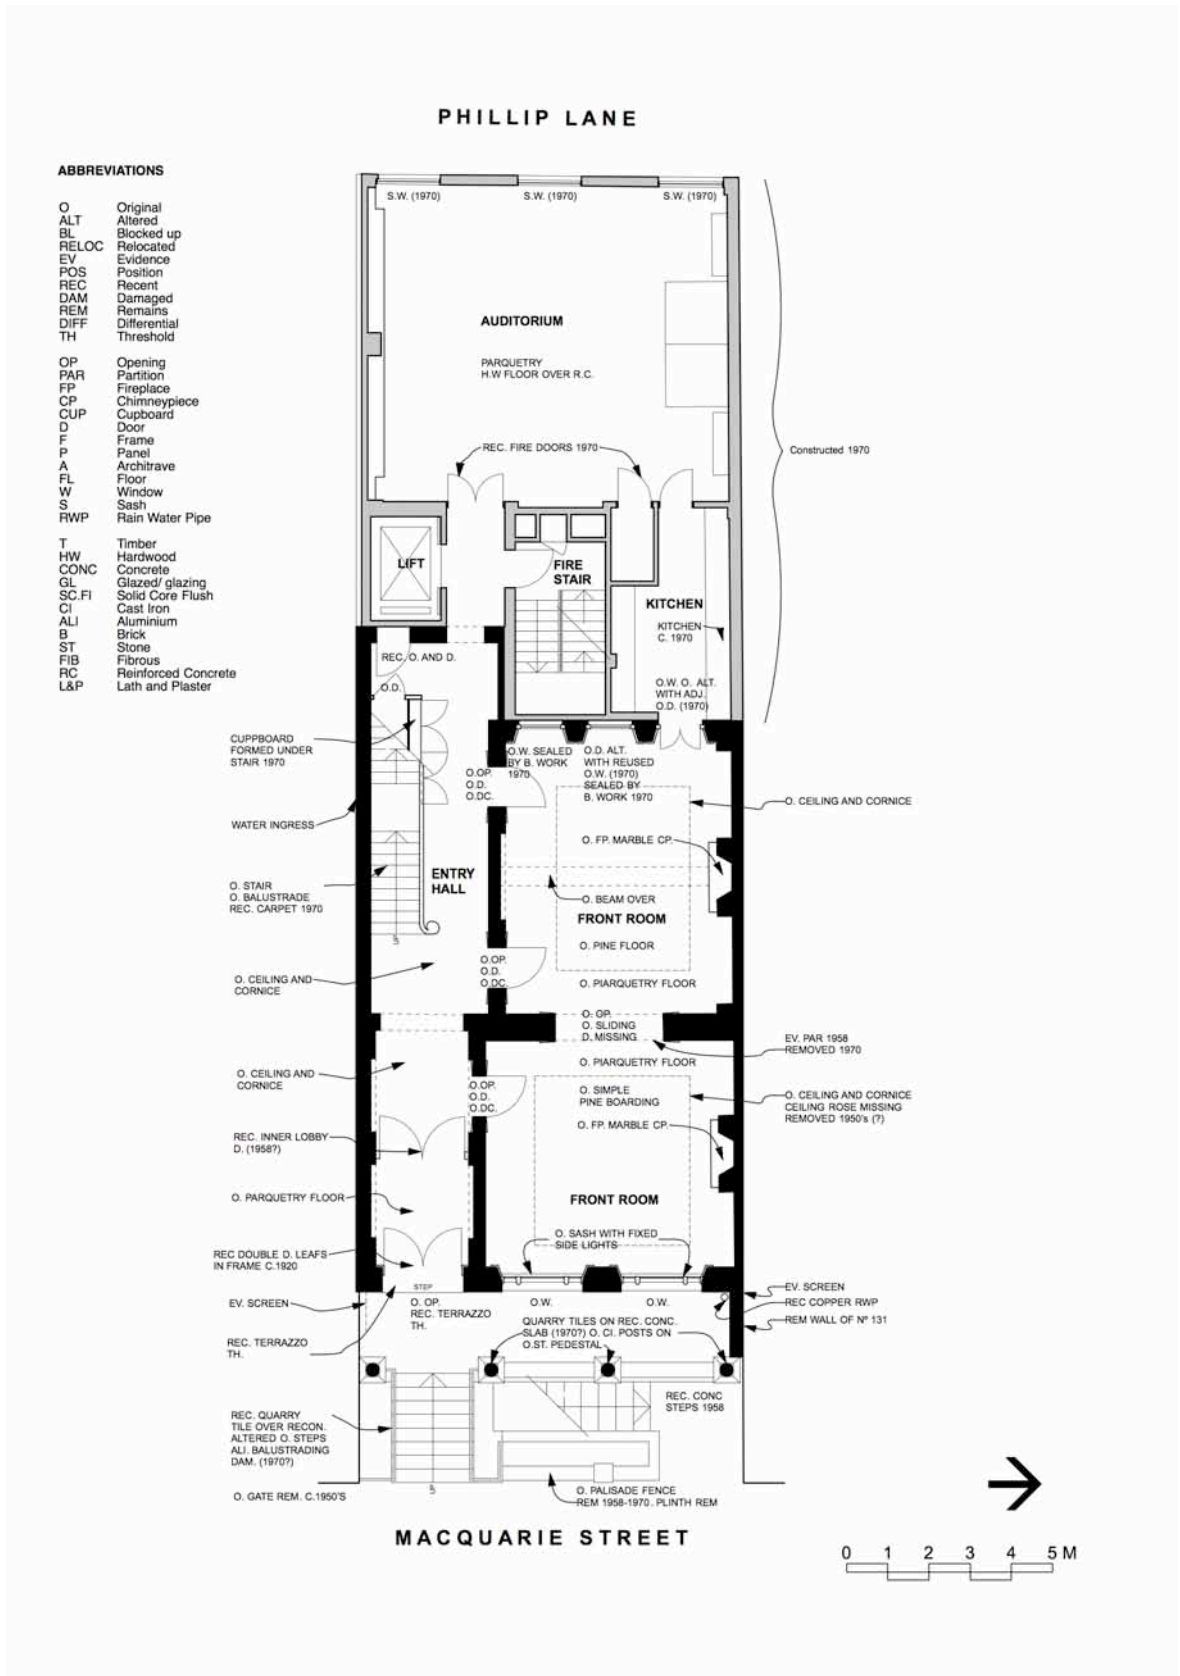 PHILLIP LANE
ABBREVIATIONS
O Original
ALT Altered
BL Blocked up
RELOC Relocated
EV Evidence
POS Position
REC Recent
DAM Damaged
REM Remains
DIFF Differential
TH Threshold
OP Opening
PAR Partition
FP Fireplace
CP Chimneypiece
CUP Cupboard
D Door
F Frame
P Panel
A Architrave
FL Floor
W Window
S Sash
RWP Rain Water Pipe
T Timber
HW Hardwood
CONC Concrete
GL Glazed/ glazing
SC.Fl Solid Core Flush
CI Cast Iron
ALI Aluminium
B Brick
ST Stone
FIB Fibrous
RC Reinforced Concrete
L&P Lath and Plaster
S.W. (1970)
S.W. (1970)
S.W. (1970)
AUDITORIUM
PARQUETRY
H.W FLOOR OVER R.C.
REC. FIRE DOORS 1970
Constructed 1970
LIFT
FIRE
STAIR
KITCHEN
KITCHEN
C. 1970
REC. O. AND D.
O.D.
O.W. O. ALT.
WITH ADJ.
O.D. (1970)
CUPPBOARD
FORMED UNDER
STAIR 1970
O.W. SEALED
BY B. WORK
1970
O.D. ALT.
WITH REUSED
O.W. (1970)
SEALED BY
B. WORK 1970
O.OP.
O.D.
O.DC.
O. CEILING AND CORNICE
WATER INGRESS
O. FP. MARBLE CP.
ENTRY
HALL
O. STAIR
O. BALUSTRADE
REC. CARPET 1970
O. BEAM OVER
FRONT ROOM
UP
O. PINE FLOOR
O.OP.
O.D.
O.DC.
O. CEILING AND
CORNICE
O. PIARQUETRY FLOOR
O. OP.
O. SLIDING
D. MISSING
EV. PAR 1958
REMOVED 1970
O. PIARQUETRY FLOOR
O. CEILING AND
CORNICE
O.OP.
O.D.
O.DC.
O. SIMPLE
PINE BOARDING
O. CEILING AND CORNICE
CEILING ROSE MISSING
REMOVED 1950's (?)
O. FP. MARBLE CP.
REC. INNER LOBBY
D. (1958?)
O. PARQUETRY FLOOR
FRONT ROOM
O. SASH WITH FIXED
SIDE LIGHTS
REC DOUBLE D. LEAFS
IN FRAME C.1920
STEP
EV. SCREEN
O. OP.
REC. TERRAZZO
TH.
O.W.
O.W.
EV. SCREEN
REC COPPER RWP
REM WALL OF Nº 131
REC. TERRAZZO
TH.
QUARRY TILES ON REC. CONC.
SLAB (1970?) O. CI. POSTS ON
O.ST. PEDESTAL
REC. CONC
STEPS 1958
REC. QUARRY
TILE OVER RECON.
ALTERED O. STEPS
ALI. BALUSTRADING
DAM. (1970?)
UP
O. GATE REM. C.1950'S
O. PALISADE FENCE
REM 1958-1970. PLINTH REM
MACQUARIE STREET
0 1 2 3 4 5 M